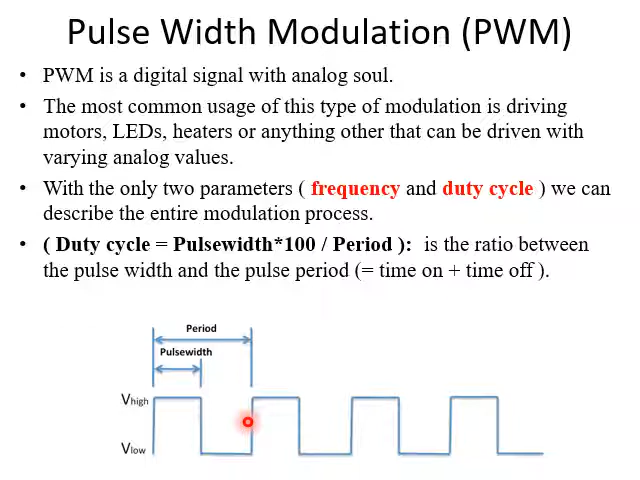 Pulse Width Modulation (PWM)
• PWM is a digital signal with analog soul.
• The most common usage of this type of modulation is driving
motors, LEDs, heaters or anything other that can be driven with
varying analog values.
• With the only two parameters ( frequency and duty cycle ) we can
describe the entire modulation process.
• ( Duty cycle = Pulsewidth*100 / Period ): is the ratio between
the pulse width and the pulse period (= time on + time off ).
Period
Pulsewidth
Vhigh
Vlow